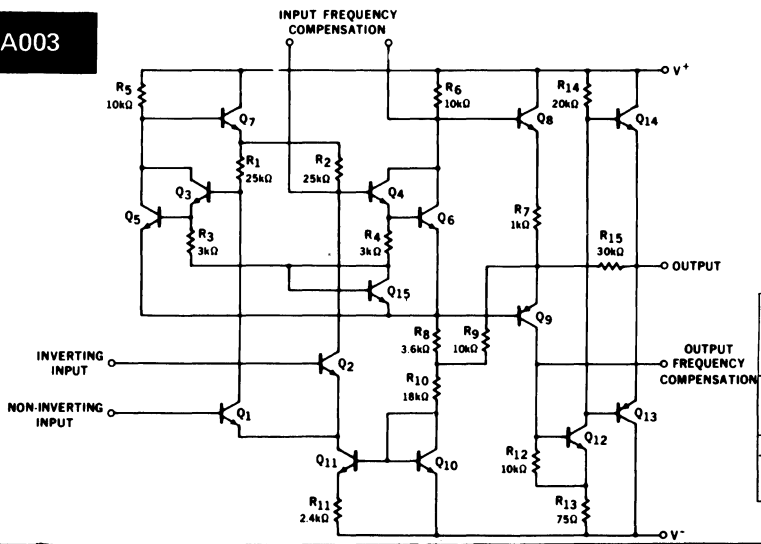 A003
INPUT FREQUENCY
COMPENSATION
V+
R5
10kΩ
R6
10kΩ
R14
20kΩ
Q7
Q8
Q14
R1
25kΩ
R2
25kΩ
Q3
Q4
Q5
Q6
R3
3kΩ
R4
3kΩ
R7
1kΩ
R15
30kΩ
OUTPUT
Q15
Q9
R8
3.6kΩ
R9
10kΩ
INVERTING
INPUT
Q2
OUTPUT
FREQUENCY
COMPENSATION
R10
18kΩ
NON-INVERTING
INPUT
Q1
Q12
Q13
Q11
Q10
R12
10kΩ
R11
2.4kΩ
R13
75Ω
V-